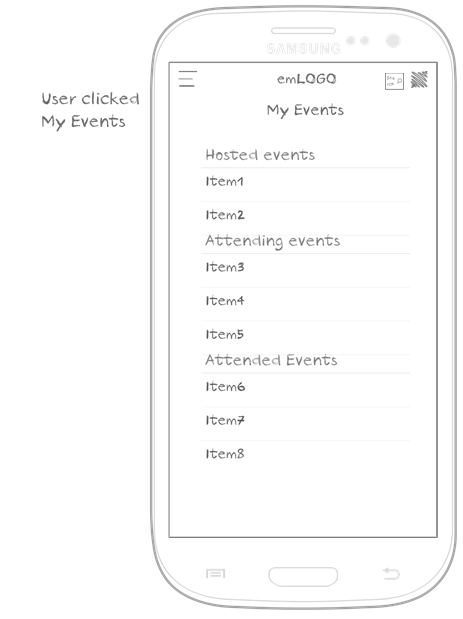 SAMSUNG
emLOGO
User clicked
My Events
My Events
Hosted events
Item1
Item2
Attending events
Item3
Item4
Item5
Attended Events
Item6
Item7
Item8